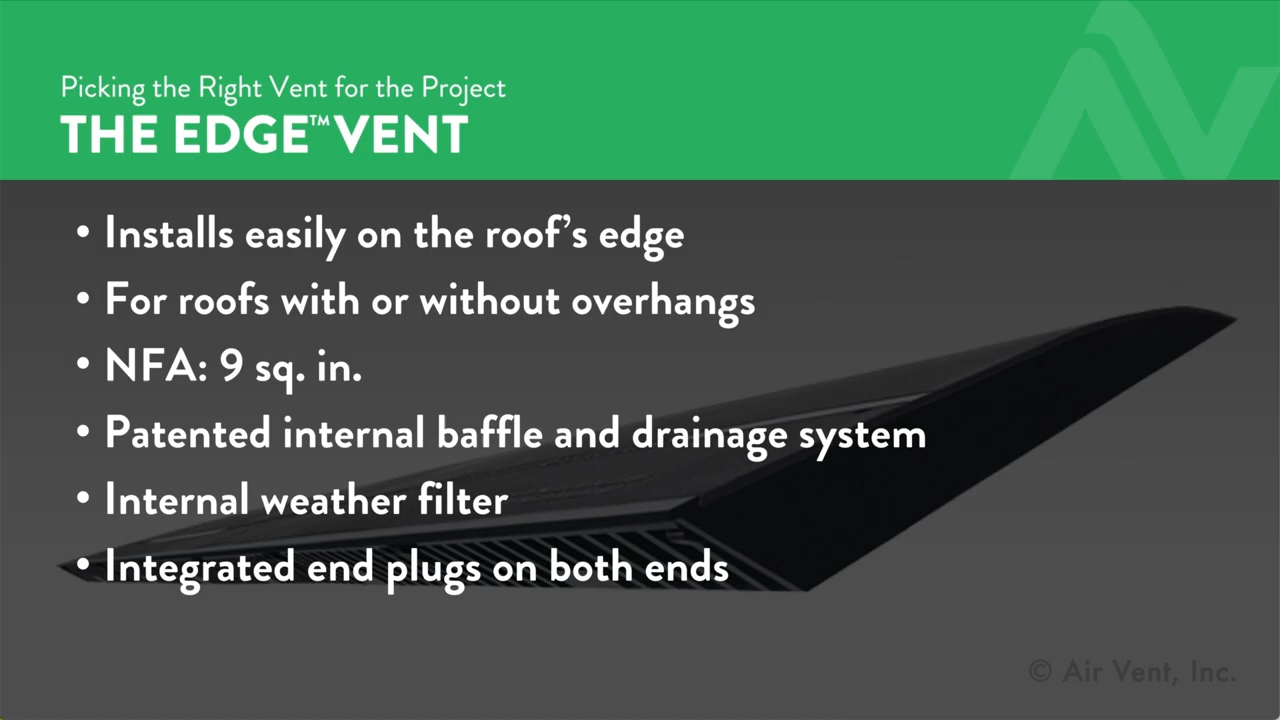 Picking the Right Vent for the Project
THE EDGE™ VENT
• Installs easily on the roof’s edge
• For roofs with or without overhangs
• NFA: 9 sq. in.
• Patented internal baffle and drainage system
• Internal weather filter
• Integrated end plugs on both ends
© Air Vent, Inc.